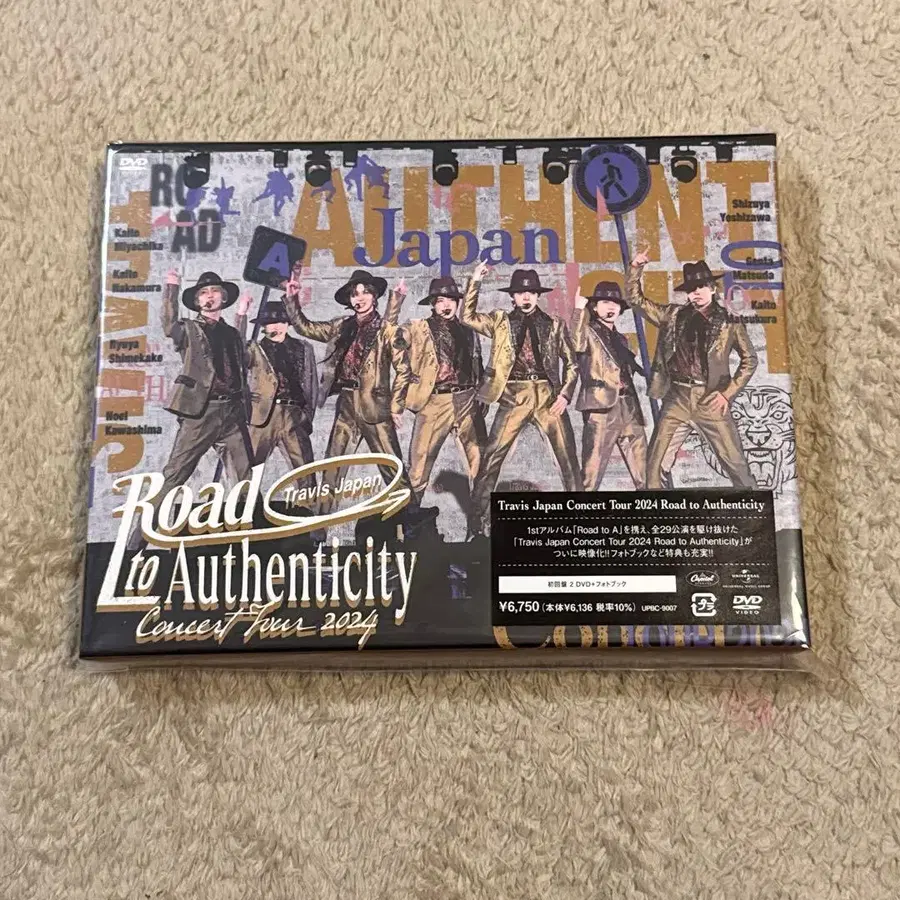 DVD
RO
AD
AUTHENT
Japan
A
Kaito
Miyachika
Kaito
Nakamura
Ryuya
Shimekake
Noel
Kawashima
Shizuya
Yoshizawa
Genta
Matsuda
Kaito
Matsukura
Road
Travis Japan
to Authenticity
Concert Tour 2024
Travis Japan Concert Tour 2024 Road to Authenticity
1stアルバム「Road to A」を携え、全29公演を駆け抜けた
「Travis Japan Concert Tour 2024 Road to Authenticity」が
ついに映像化!!フォトブックなど特典も充実!!
初回盤 2 DVD+フォトブック
Capitol
UNIVERSAL
¥6,750(本体¥6,136 税率10%) UPBC-9007
プラ
DVD
VIDEO